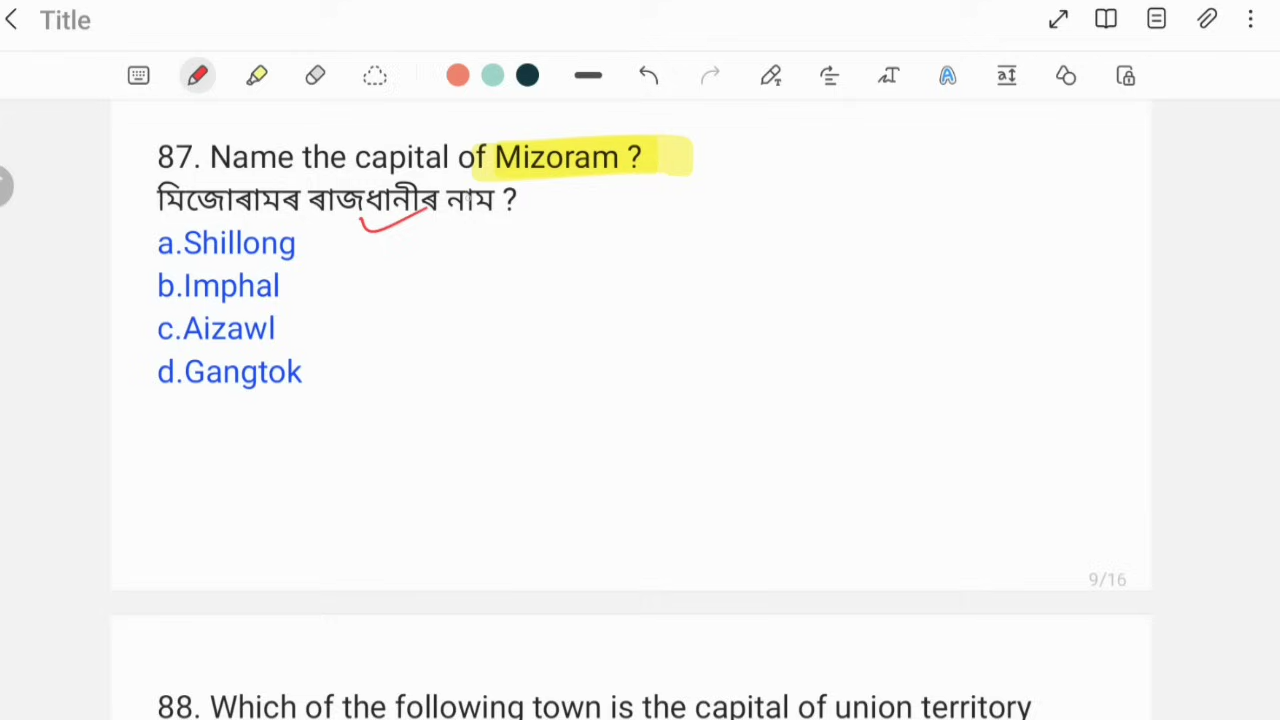 Title
87. Name the capital of Mizoram ?
মিজোৰামৰ ৰাজধানীৰ নাম ?
a.Shillong
b.Imphal
c.Aizawl
d.Gangtok
9/16
88. Which of the following town is the capital of union territory